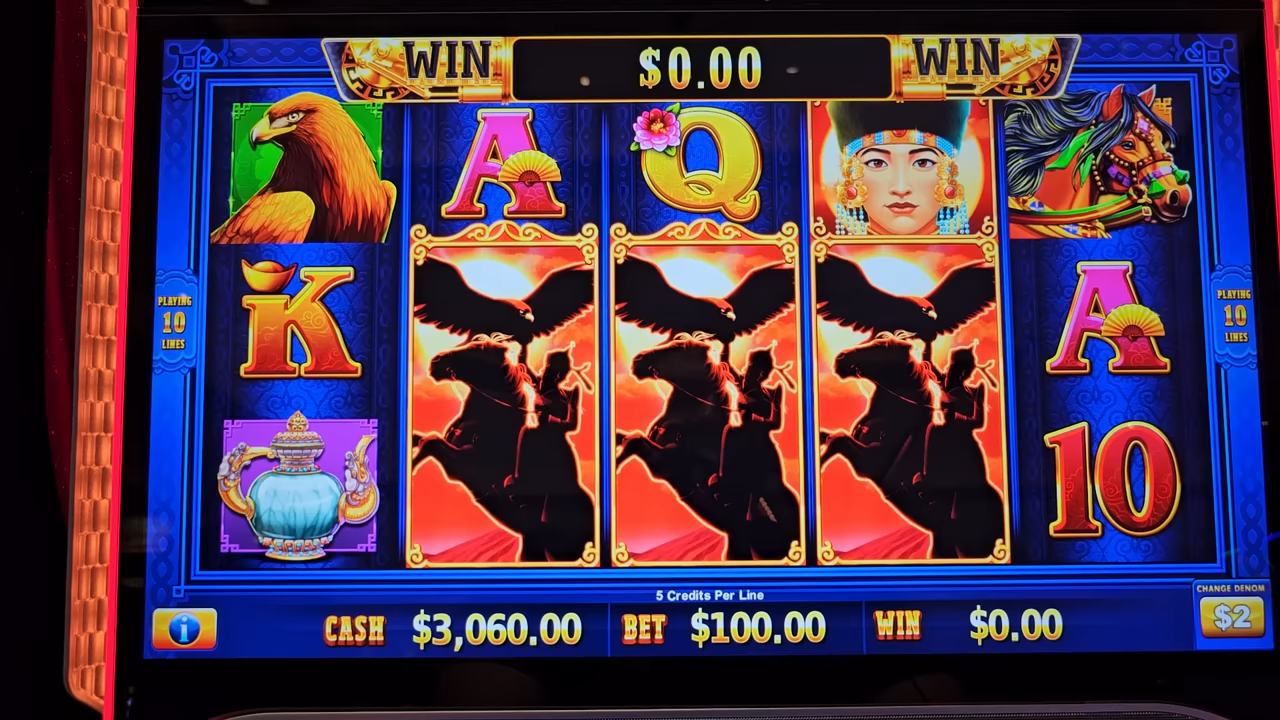 WIN $0.00 WIN
A Q
PLAYING
10
LINES
K
A
PLAYING
10
LINES
10
5 Credits Per Line
CHANGE DENOM
$2
CASH $3,060.00 BET $100.00 WIN $0.00
i